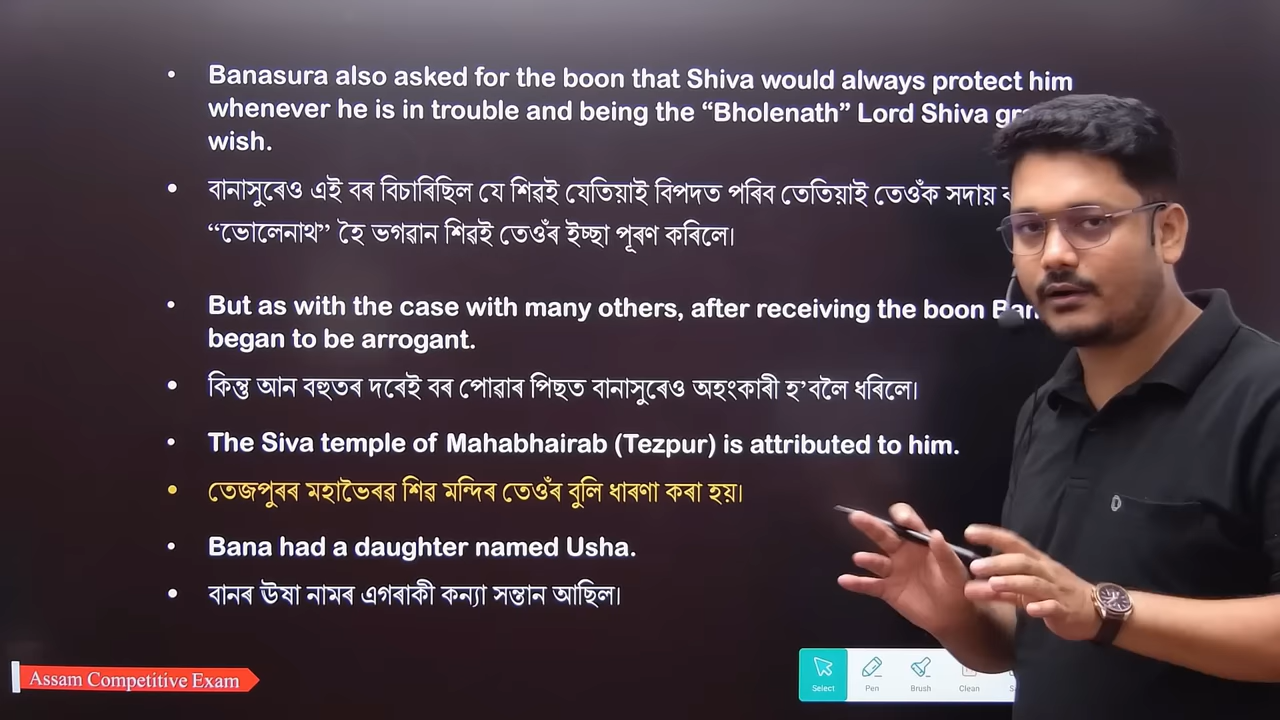 • Banasura also asked for the boon that Shiva would always protect him
whenever he is in trouble and being the “Bholenath” Lord Shiva
wish.
• বানাসুৰেও এই বৰ বিচাৰিছিল যে শিৱই যেতিয়াই বিপদত পৰিব তেতিয়াই তেওঁক সদায়
“ভোলেনাথ” হৈ ভগৱান শিৱই তেওঁৰ ইচ্ছা পূৰণ কৰিলে।
• But as with the case with many others, after receiving the boon
began to be arrogant.
• কিন্তু আন বহুতৰ দৰেই বৰ পোৱাৰ পিছত বানাসুৰেও অহংকাৰী হ’বলৈ ধৰিলে।
• The Siva temple of Mahabhairab (Tezpur) is attributed to him.
• তেজপুৰৰ মহাভৈৰৱ শিৱ মন্দিৰ তেওঁৰ বুলি ধাৰণা কৰা হয়।
• Bana had a daughter named Usha.
• বানৰ ঊষা নামৰ এগৰাকী কন্যা সন্তান আছিল।
Assam Competitive Exam
Select Pen Brush Clean